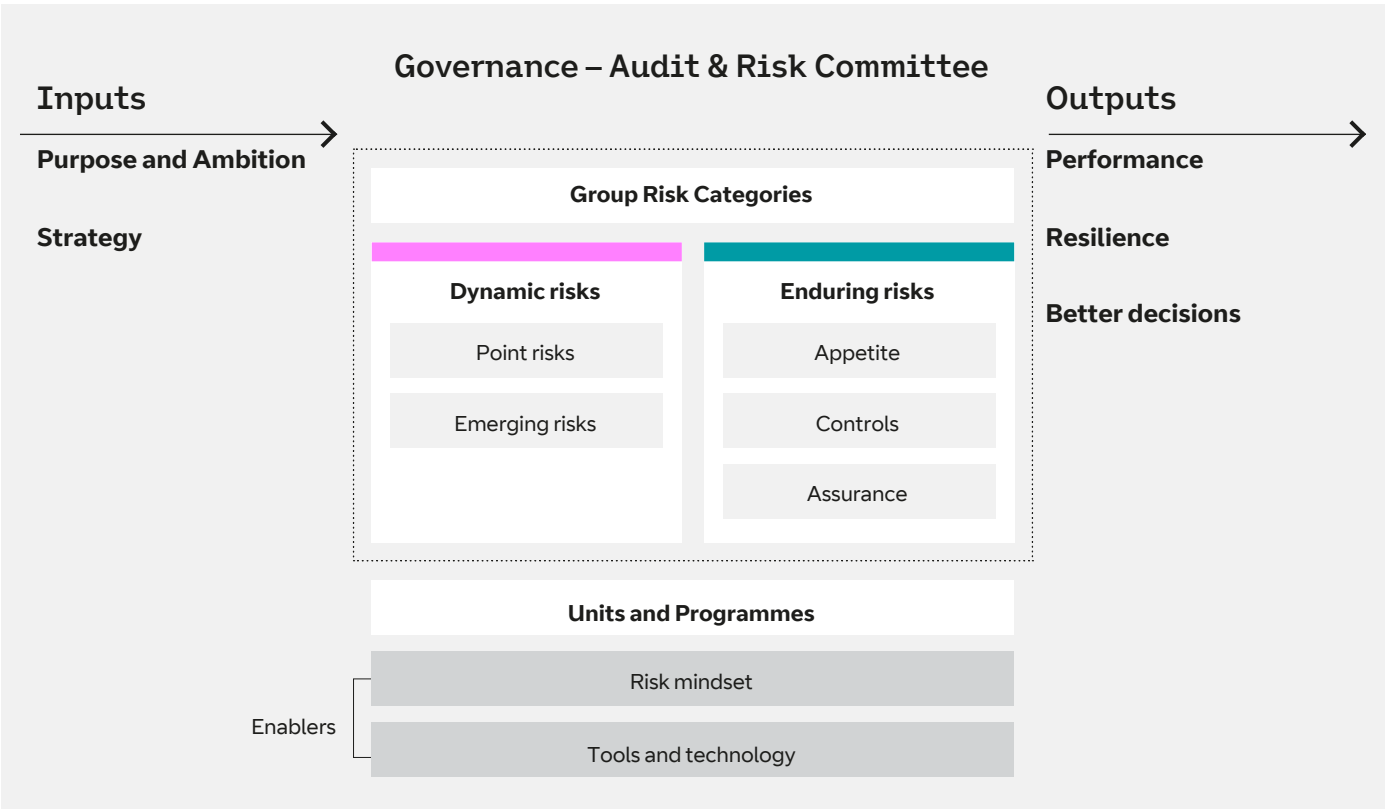 Governance – Audit & Risk Committee
Inputs
Purpose and Ambition
Strategy
Group Risk Categories
Dynamic risks
Point risks
Emerging risks
Enduring risks
Appetite
Controls
Assurance
Units and Programmes
Enablers
Risk mindset
Tools and technology
Outputs
Performance
Resilience
Better decisions